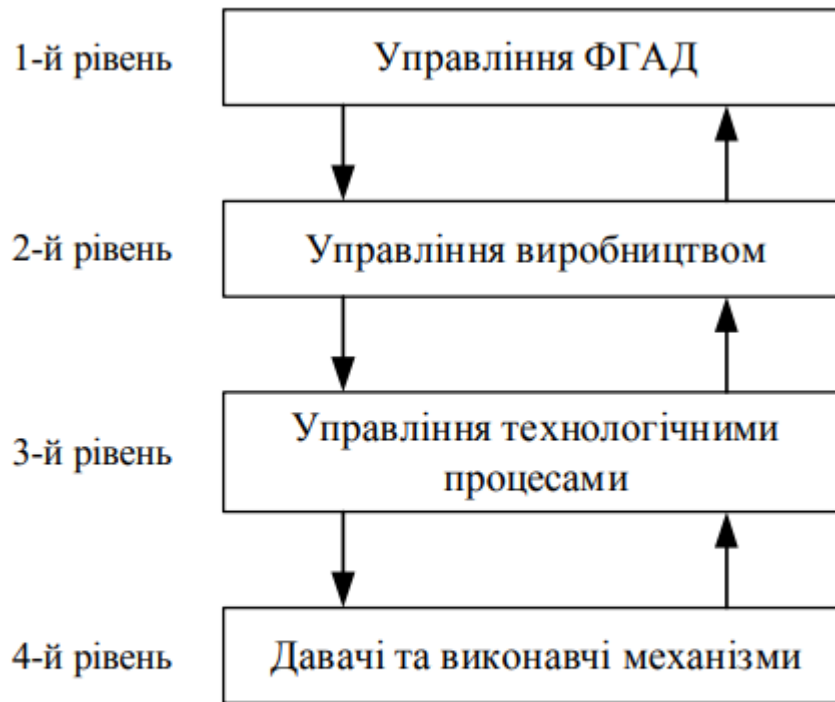 1-й рівень
Управління ФГАД
2-й рівень
Управління виробництвом
3-й рівень
Управління технологічними
процесами
4-й рівень
Давачі та виконавчі механізми